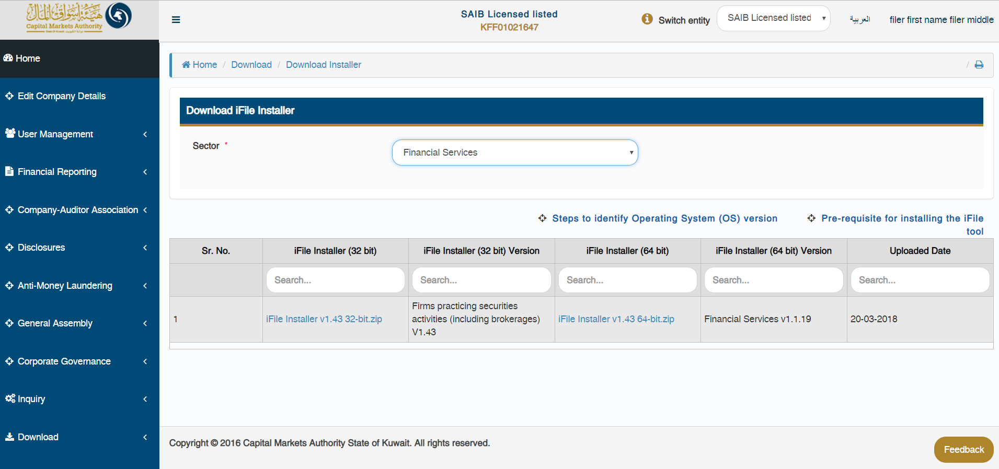 هيئة أسواق المال
Capital Markets Authority
State Of Kuwait - دولة الكويت
SAIB Licensed listed
KFF01021647
Switch entity
SAIB Licensed listed
العربية
filer first name filer middle
Home
Edit Company Details
User Management
Financial Reporting
Company-Auditor Association
Disclosures
Anti-Money Laundering
General Assembly
Corporate Governance
Inquiry
Download
Home / Download / Download Installer /
Download iFile Installer
Sector *
Financial Services
Steps to identify Operating System (OS) version
Pre-requisite for installing the iFile
tool
Sr. No. iFile Installer (32 bit) iFile Installer (32 bit) Version iFile Installer (64 bit) iFile Installer (64 bit) Version Uploaded Date
Search... Search... Search... Search... Search...
1 iFile Installer v1.43 32-bit.zip
Firms practicing securities
activities (including brokerages)
V1.43
iFile Installer v1.43 64-bit.zip Financial Services v1.1.19 20-03-2018
Copyright © 2016 Capital Markets Authority State of Kuwait. All rights reserved.
Feedback